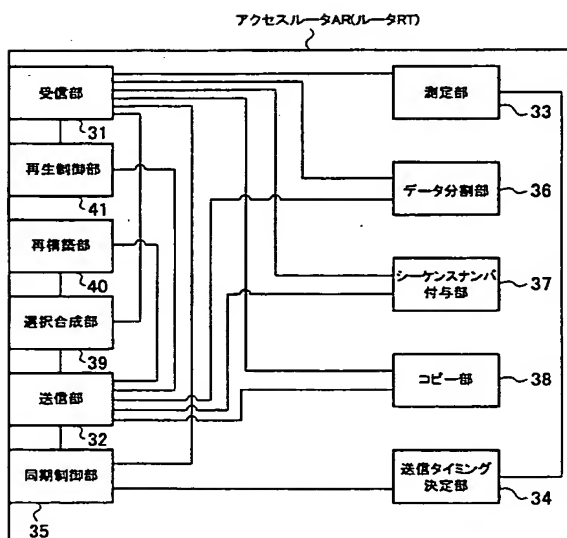 アクセスルータAR(ルータRT)
受信部
31
再生制御部
41
再構築部
40
選択合成部
39
送信部
32
同期制御部
35
測定部
33
データ分割部
36
シーケンスナンバ
付与部
37
コピー部
38
送信タイミング
決定部
34